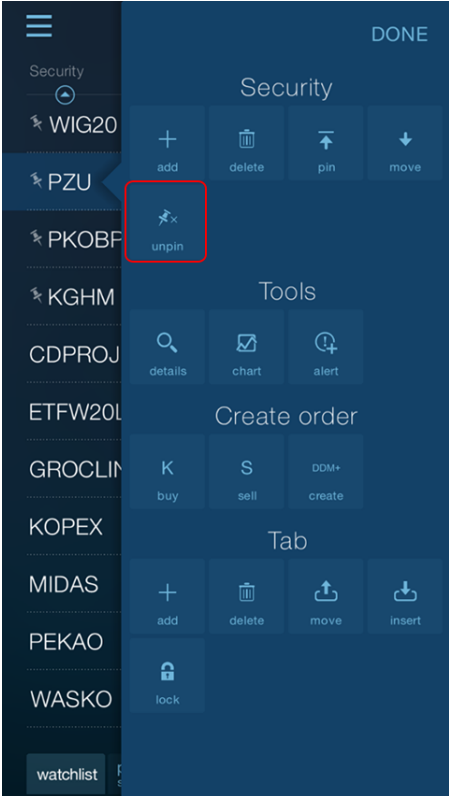 DONE
Security
WIG20
PZU
PKOBP
KGHM
CDPROJ
ETFW20L
GROCLIN
KOPEX
MIDAS
PEKAO
WASKO
watchlist
Security
add
delete
pin
move
unpin
Tools
details
chart
alert
Create order
K
buy
S
sell
DDM+
create
Tab
add
delete
move
insert
lock